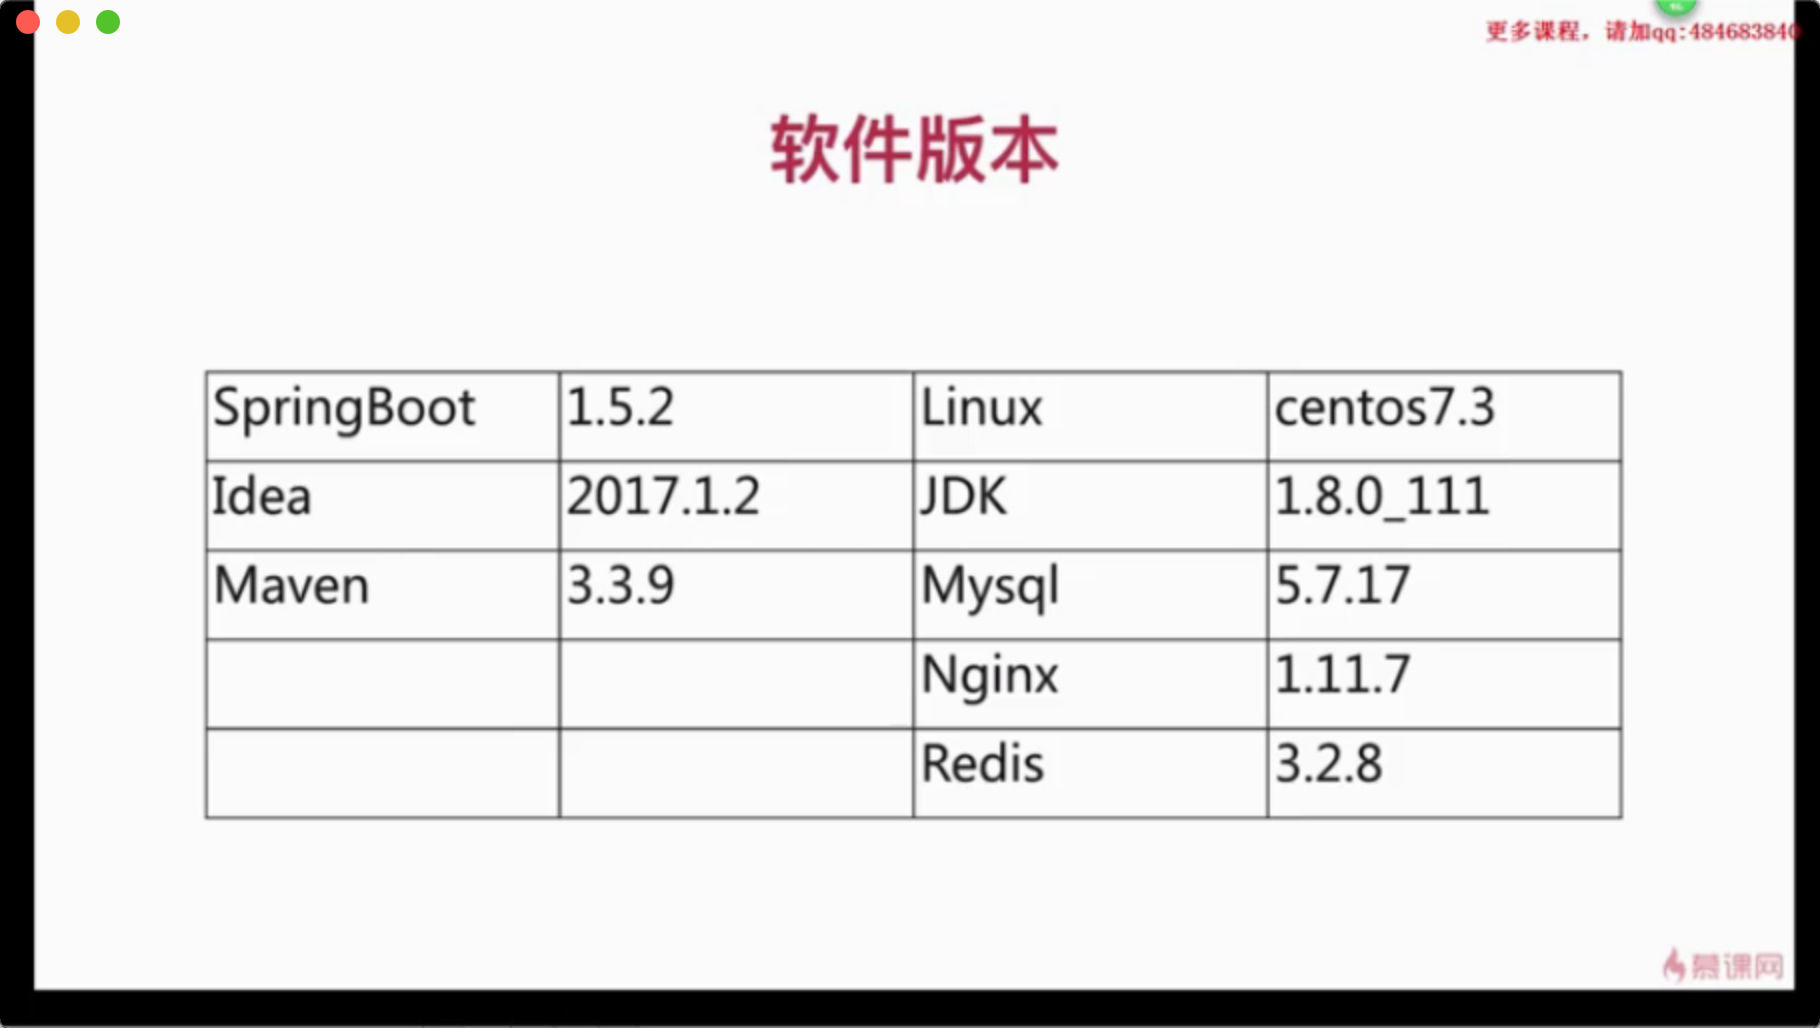 更多课程，请加qq:484683840
软件版本
SpringBoot 1.5.2 Linux centos7.3
Idea 2017.1.2 JDK 1.8.0_111
Maven 3.3.9 Mysql 5.7.17
Nginx 1.11.7
Redis 3.2.8
慕课网